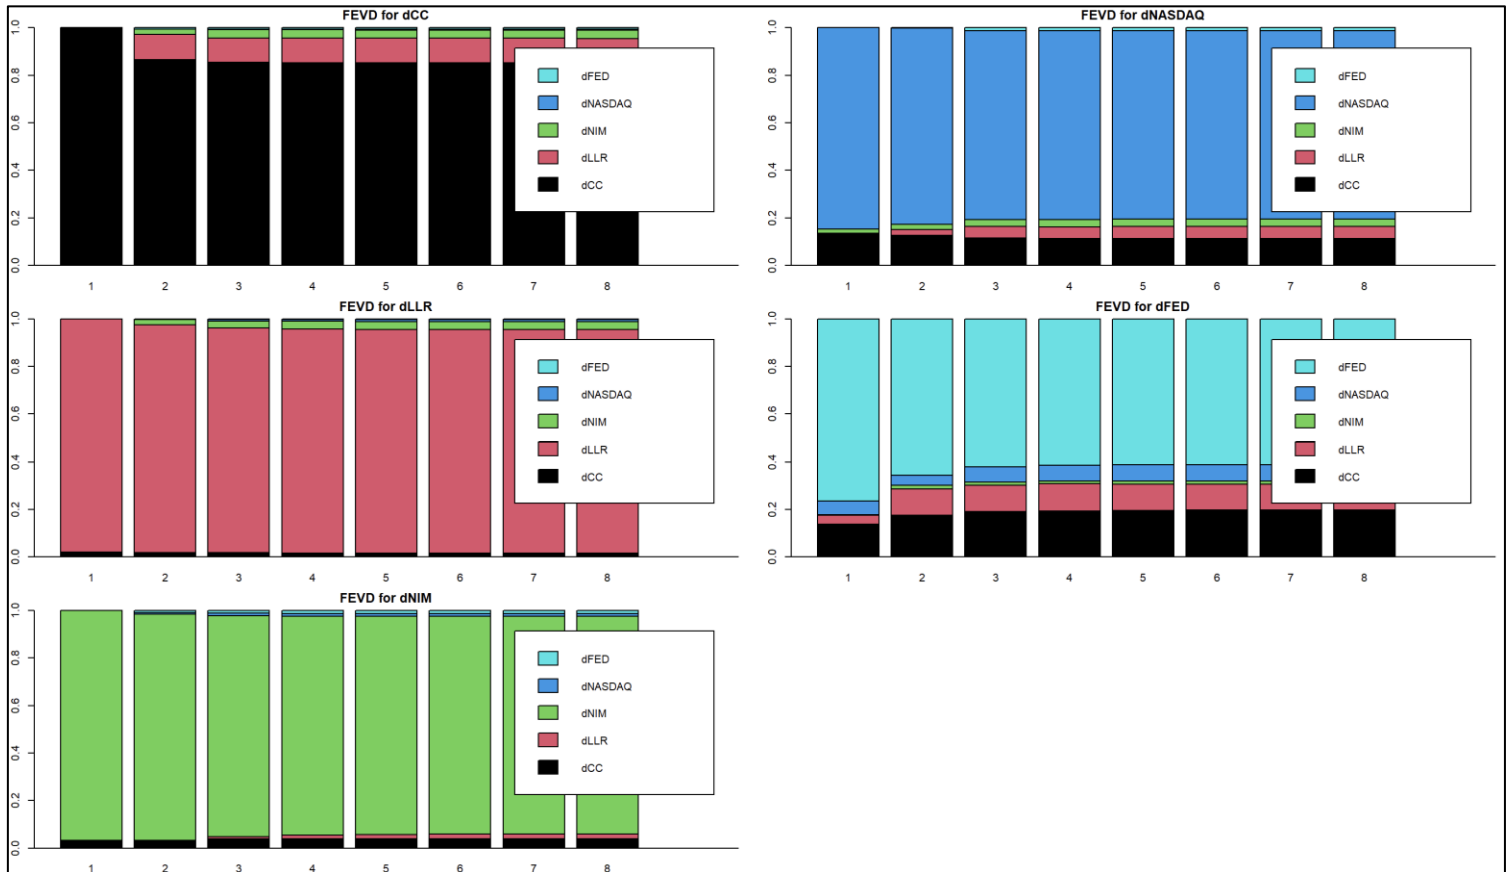 FEVD for dCC
1.0
0.8
0.6
0.4
0.2
0.0
dFED
dNASDAQ
dNIM
dLLR
dCC
1 2 3 4 5 6 7 8
FEVD for dNASDAQ
1.0
0.8
0.6
0.4
0.2
0.0
dFED
dNASDAQ
dNIM
dLLR
dCC
1 2 3 4 5 6 7 8
FEVD for dLLR
1.0
0.8
0.6
0.4
0.2
0.0
dFED
dNASDAQ
dNIM
dLLR
dCC
1 2 3 4 5 6 7 8
FEVD for dFED
1.0
0.8
0.6
0.4
0.2
0.0
dFED
dNASDAQ
dNIM
dLLR
dCC
1 2 3 4 5 6 7 8
FEVD for dNIM
1.0
0.8
0.6
0.4
0.2
0.0
dFED
dNASDAQ
dNIM
dLLR
dCC
1 2 3 4 5 6 7 8